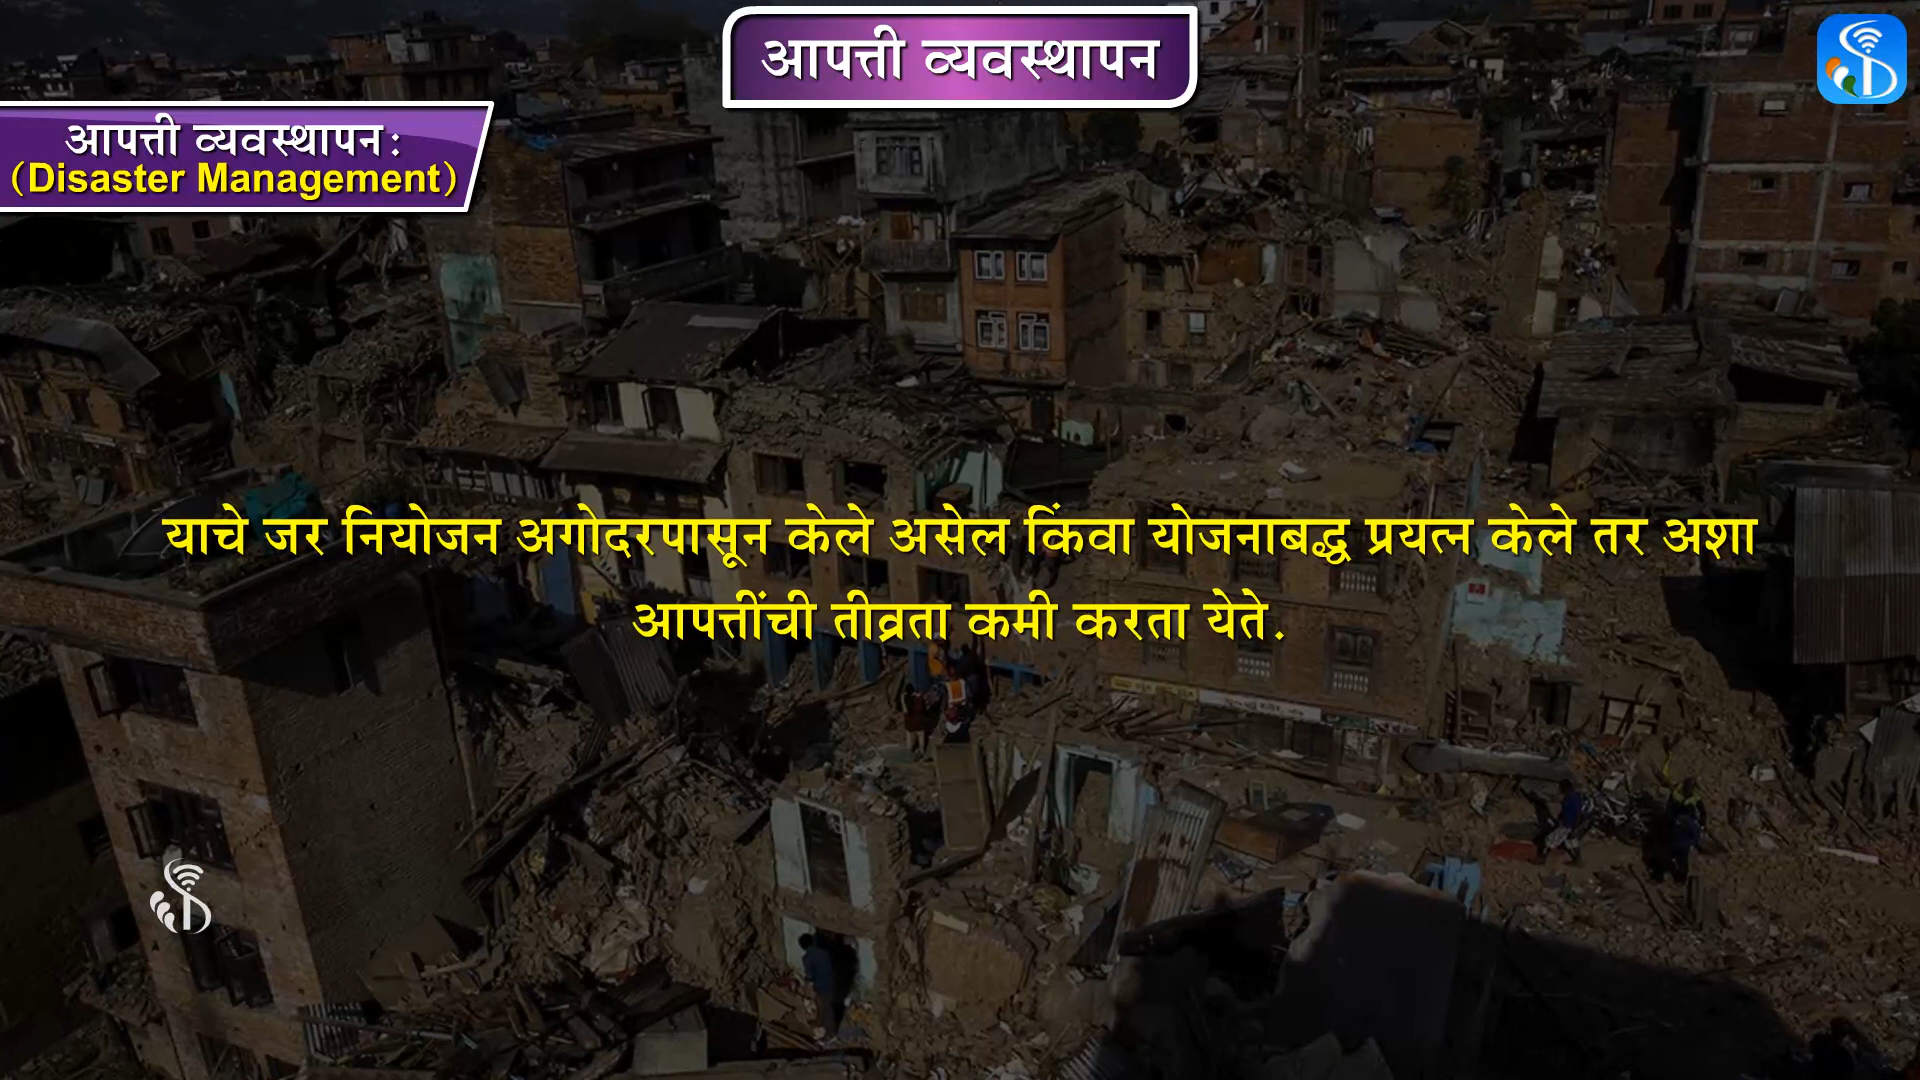 आपत्ती व्यवस्थापन
आपत्ती व्यवस्थापन:
(Disaster Management)
याचे जर नियोजन अगोदरपासून केले असेल किंवा योजनाबद्ध प्रयत्न केले तर अशा
आपत्तींची तीव्रता कमी करता येते.